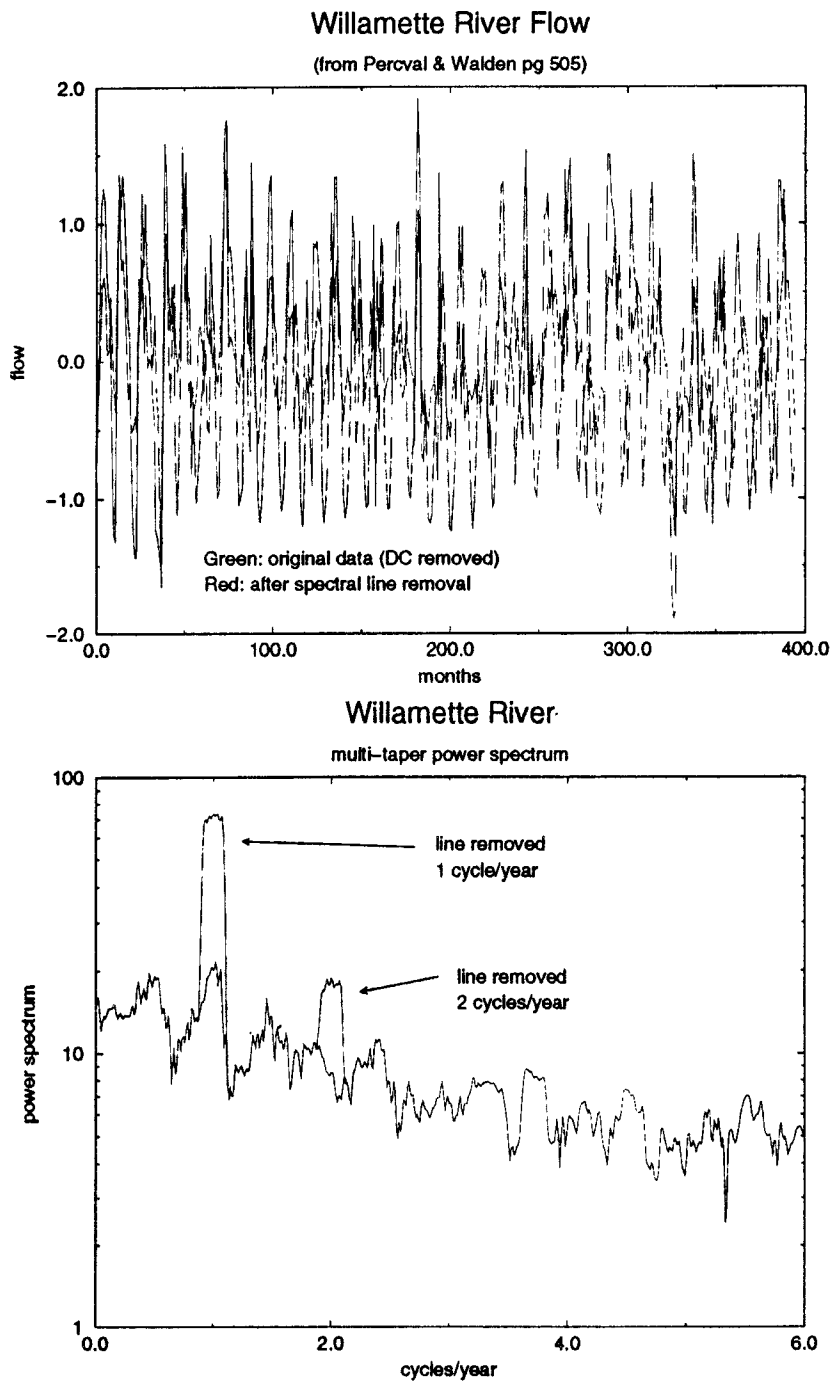 Willamette River Flow
(from Percval & Walden pg 505)
2.0
1.0
0.0
−1.0
−2.0
flow
Green: original data (DC removed)
Red: after spectral line removal
0.0 100.0 200.0 300.0 400.0
months
Willamette River
multi−taper power spectrum
100
10
1
power spectrum
line removed
1 cycle/year
line removed
2 cycles/year
0.0 2.0 4.0 6.0
cycles/year